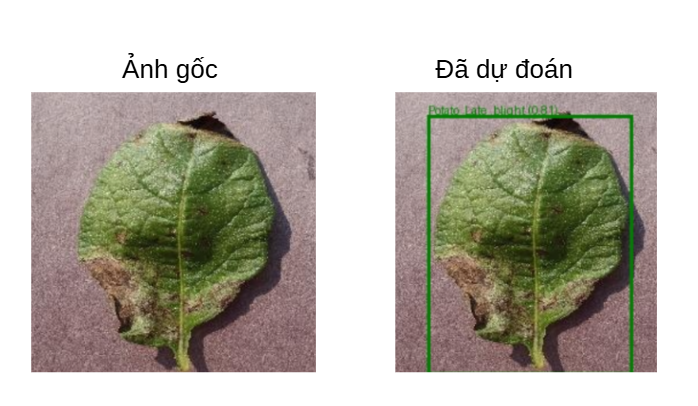 Ảnh gốc
Đã dự đoán
Potato_Late_blight (0.81)